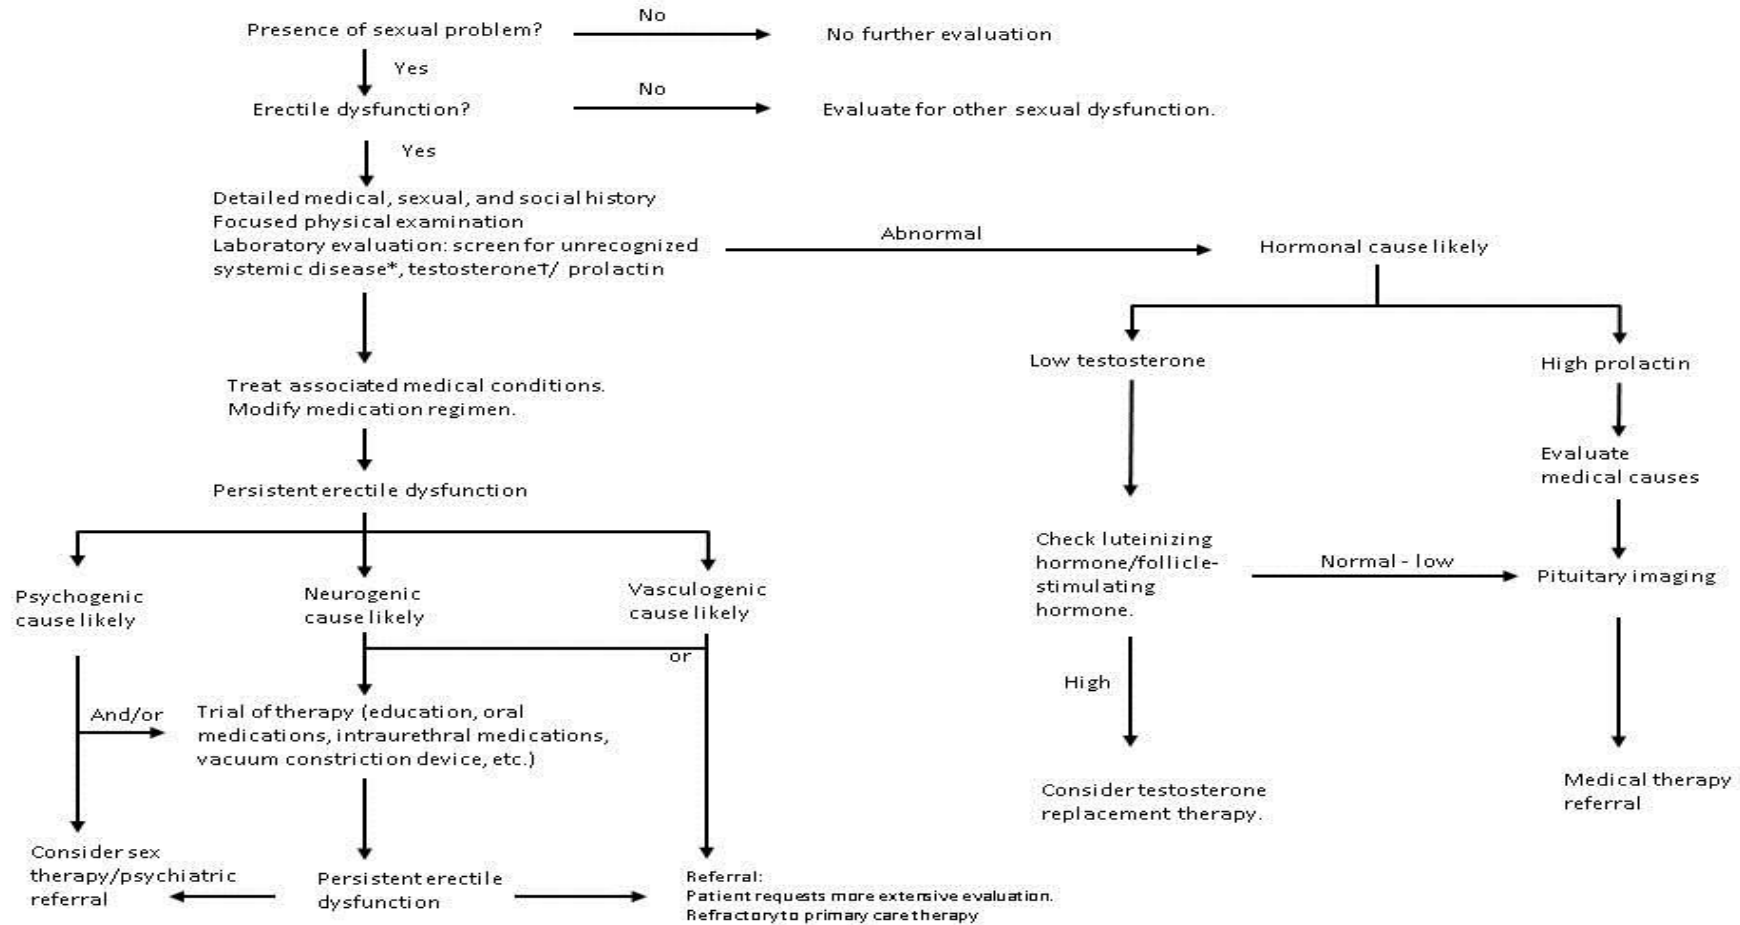 Presence of sexual problem?
No
No further evaluation
Yes
Erectile dysfunction?
No
Evaluate for other sexual dysfunction.
Yes
Detailed medical, sexual, and social history
Focused physical examination
Laboratory evaluation: screen for unrecognized
systemic disease*, testosterone†/ prolactin
Abnormal
Hormonal cause likely
Low testosterone
High prolactin
Treat associated medical conditions.
Modify medication regimen.
Evaluate
medical causes
Persistent erectile dysfunction
Check luteinizing
hormone/follicle-
stimulating
hormone.
Normal - low
Pituitary imaging
Psychogenic
cause likely
Neurogenic
cause likely
Vasculogenic
cause likely
or
High
And/or
Trial of therapy (education, oral
medications, intraurethral medications,
vacuum constriction device, etc.)
Consider testosterone
replacement therapy.
Medical therapy
referral
Consider sex
therapy/psychiatric
referral
Persistent erectile
dysfunction
Referral:
Patient requests more extensive evaluation.
Refractory to primary care therapy